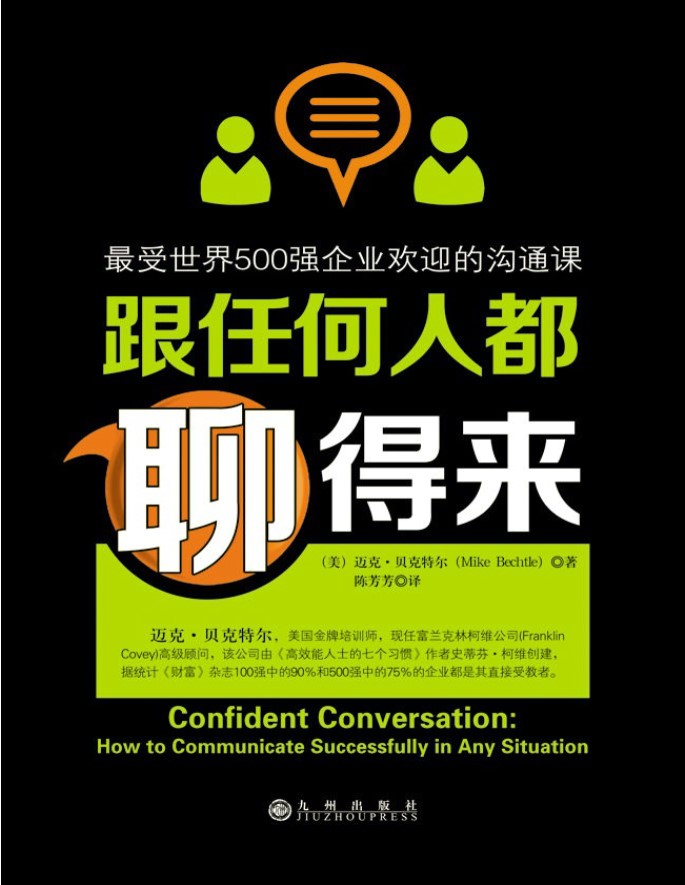 最受世界500强企业欢迎的沟通课
跟任何人都
聊得来
（美）迈克·贝克特尔（Mike Bechtle）◎著
陈芳芳◎译
迈克·贝克特尔，美国金牌培训师，现任富兰克林柯维公司(Franklin
Covey)高级顾问，该公司由《高效能人士的七个习惯》作者史蒂芬·柯维创建，
据统计《财富》杂志100强中的90%和500强中的75%的企业都是其直接受教者。
Confident Conversation:
How to Communicate Successfully in Any Situation
九州出版社
JIUZHOUPRESS